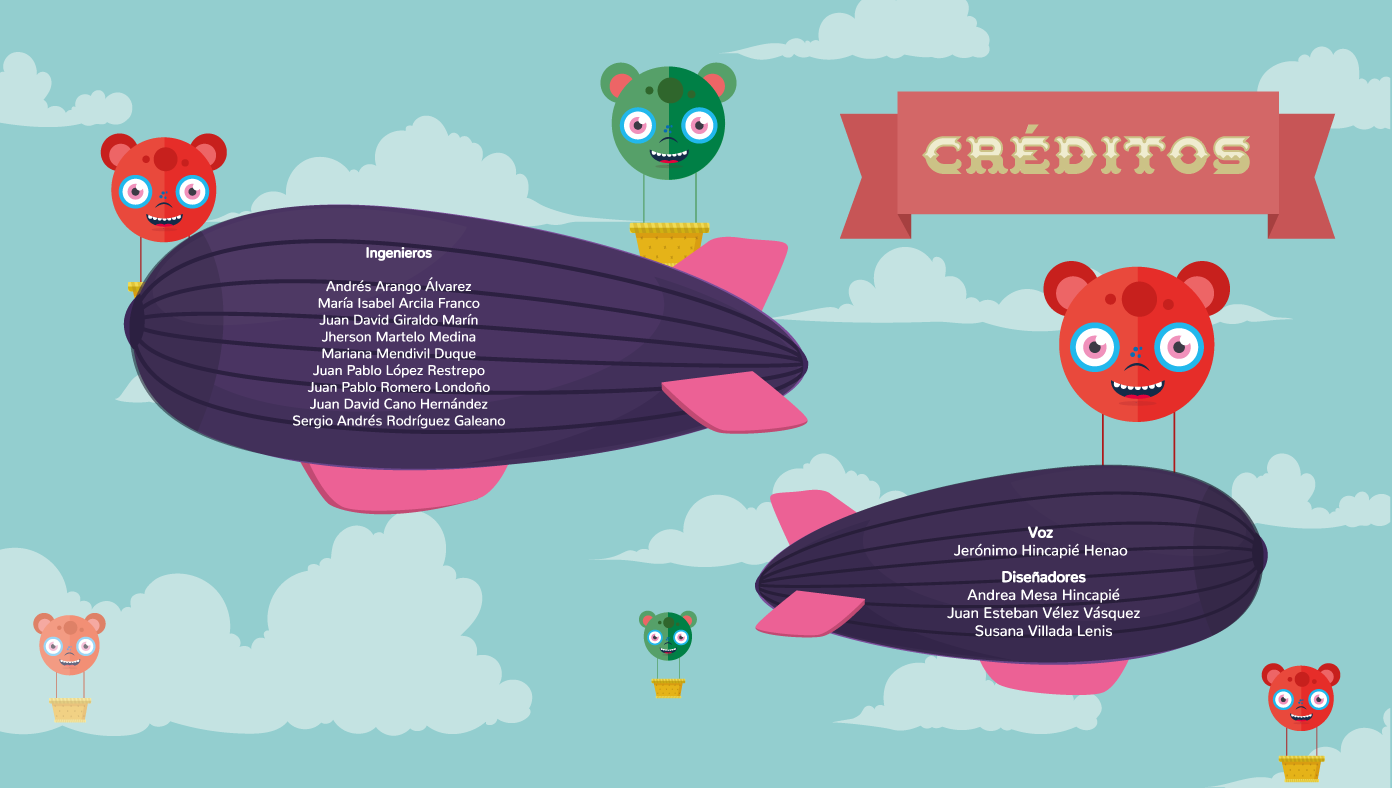 CRÉDITOS
Ingenieros
Andrés Arango Álvarez
María Isabel Arcila Franco
Juan David Giraldo Marín
Jherson Martelo Medina
Mariana Mendivil Duque
Juan Pablo López Restrepo
Juan Pablo Romero Londoño
Juan David Cano Hernández
Sergio Andrés Rodríguez Galeano
Voz
Jerónimo Hincapié Henao
Diseñadores
Andrea Mesa Hincapié
Juan Esteban Vélez Vásquez
Susana Villada Lenis